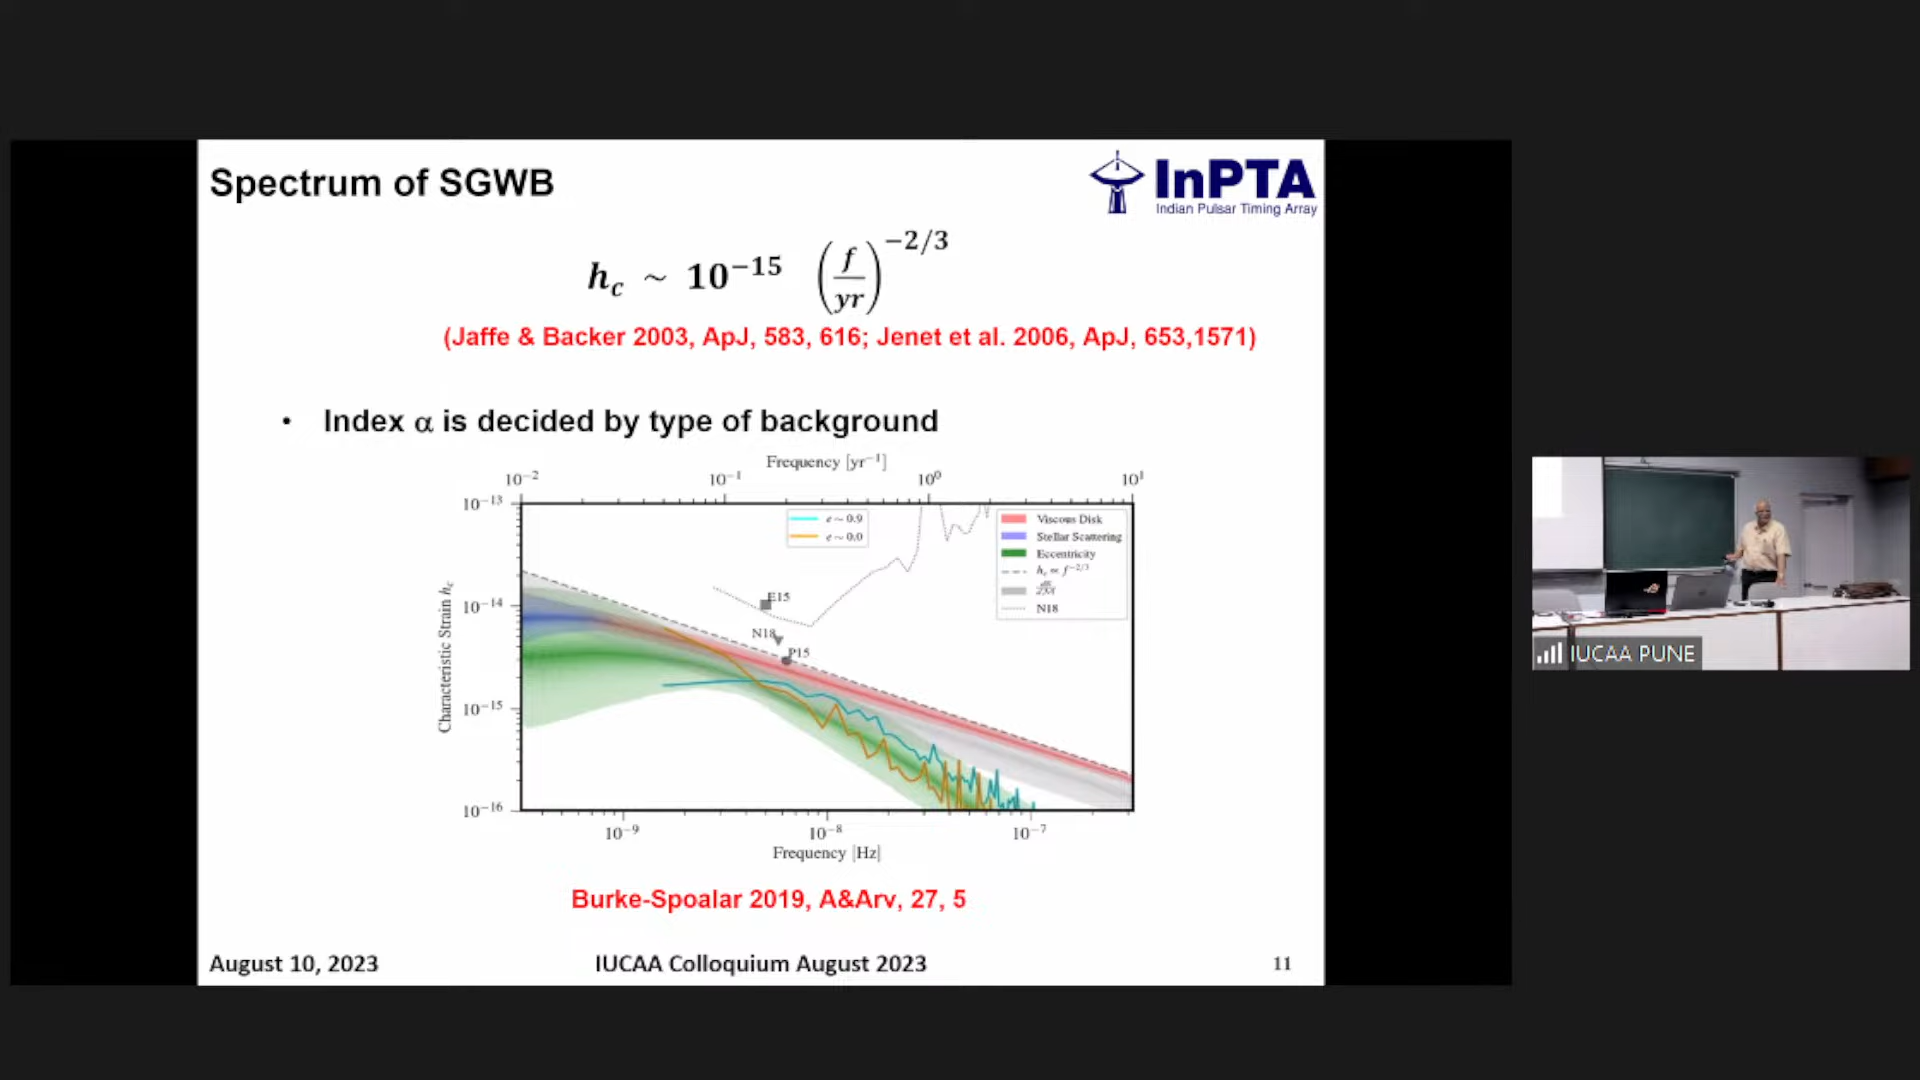 Spectrum of SGWB
InPTA
Indian Pulsar Timing Array
h_c ~ 10^−15 (f/yr)^−2/3
(Jaffe & Backer 2003, ApJ, 583, 616; Jenet et al. 2006, ApJ, 653,1571)
• Index α is decided by type of background
Frequency [yr^−1]
10^−2 10^−1 10^0 10^1
10^−13
10^−14
10^−15
10^−16
Characteristic Strain h_c
e ~ 0.9
e ~ 0.0
Viscous Disk
Stellar Scattering
Eccentricity
h_c ∝ f^−2/3
N18
E15
N18
P15
10^−9 10^−8 10^−7
Frequency [Hz]
Burke-Spoalar 2019, A&Arv, 27, 5
August 10, 2023 IUCAA Colloquium August 2023 11
IUCAA PUNE